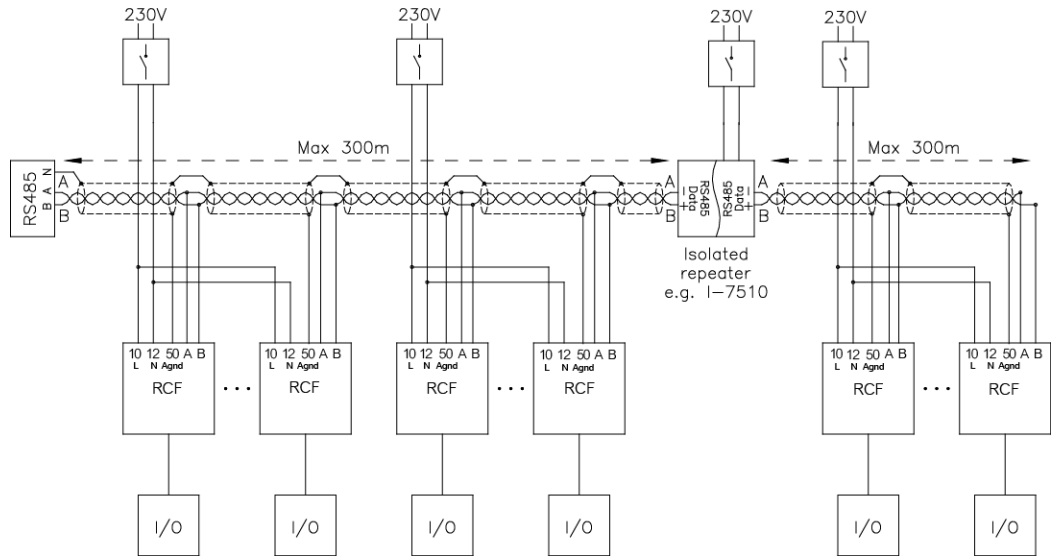 230V 230V 230V 230V
Max 300m Max 300m
RS485
N
A
B
A
B
A
B
Data
RS485
RS485
Data
A
B
Isolated
repeater
e.g. I-7510
10 12 50 A B
L N Agnd
RCF
10 12 50 A B
L N Agnd
RCF
10 12 50 A B
L N Agnd
RCF
10 12 50 A B
L N Agnd
RCF
10 12 50 A B
L N Agnd
RCF
10 12 50 A B
L N Agnd
RCF
I/O I/O I/O I/O I/O I/O